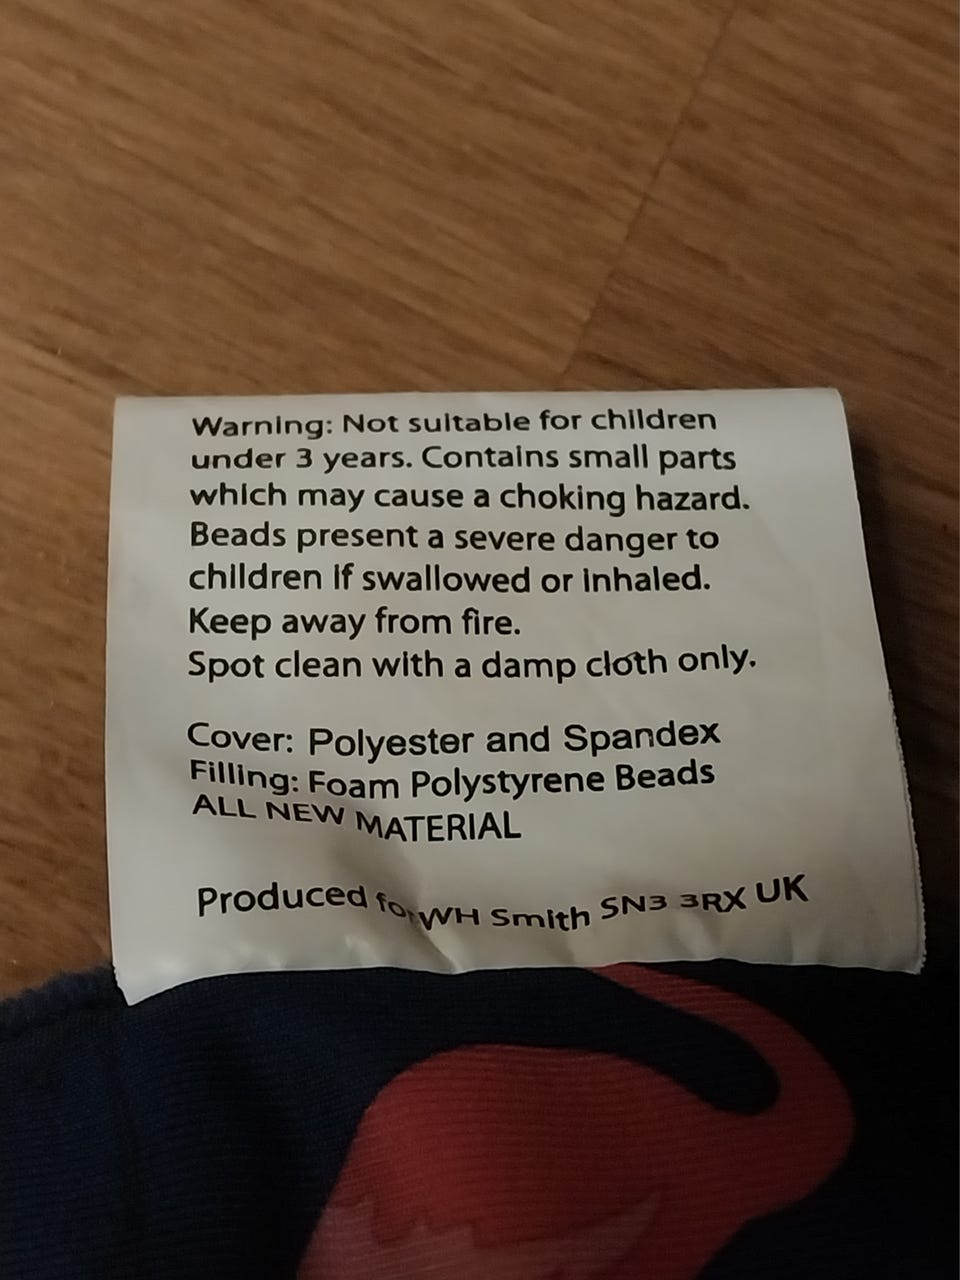 Warning: Not suitable for children
under 3 years. Contains small parts
which may cause a choking hazard.
Beads present a severe danger to
children if swallowed or inhaled.
Keep away from fire.
Spot clean with a damp cloth only.
Cover: Polyester and Spandex
Filling: Foam Polystyrene Beads
ALL NEW MATERIAL
Produced for WH Smith SN3 3RX UK